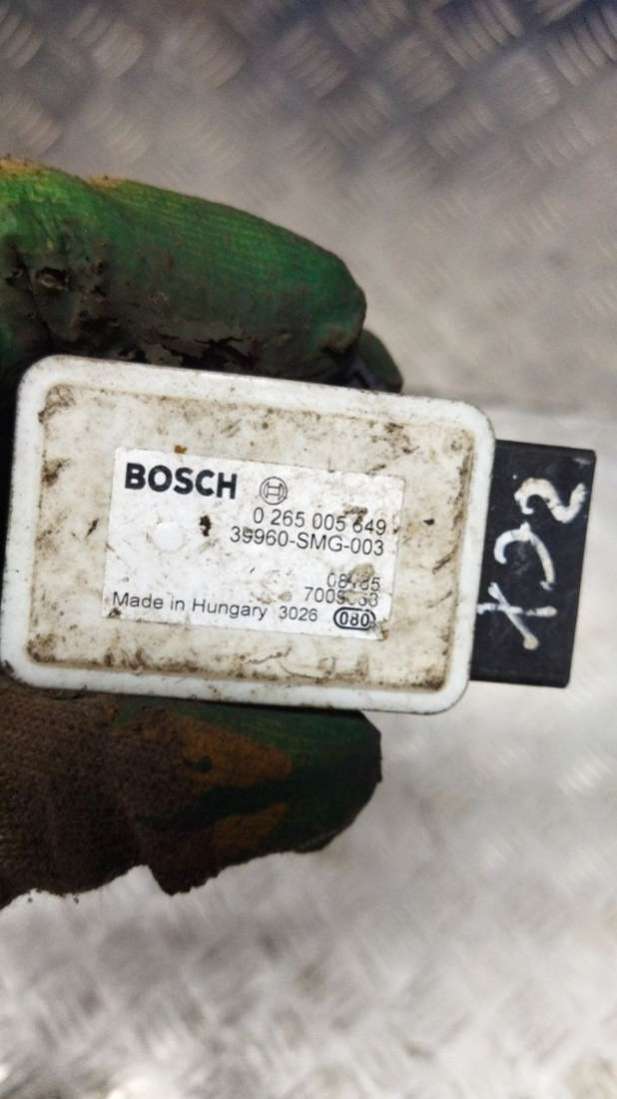 BOSCH
0 265 005 649
39960-SMG-003
Made in Hungary 3026 080